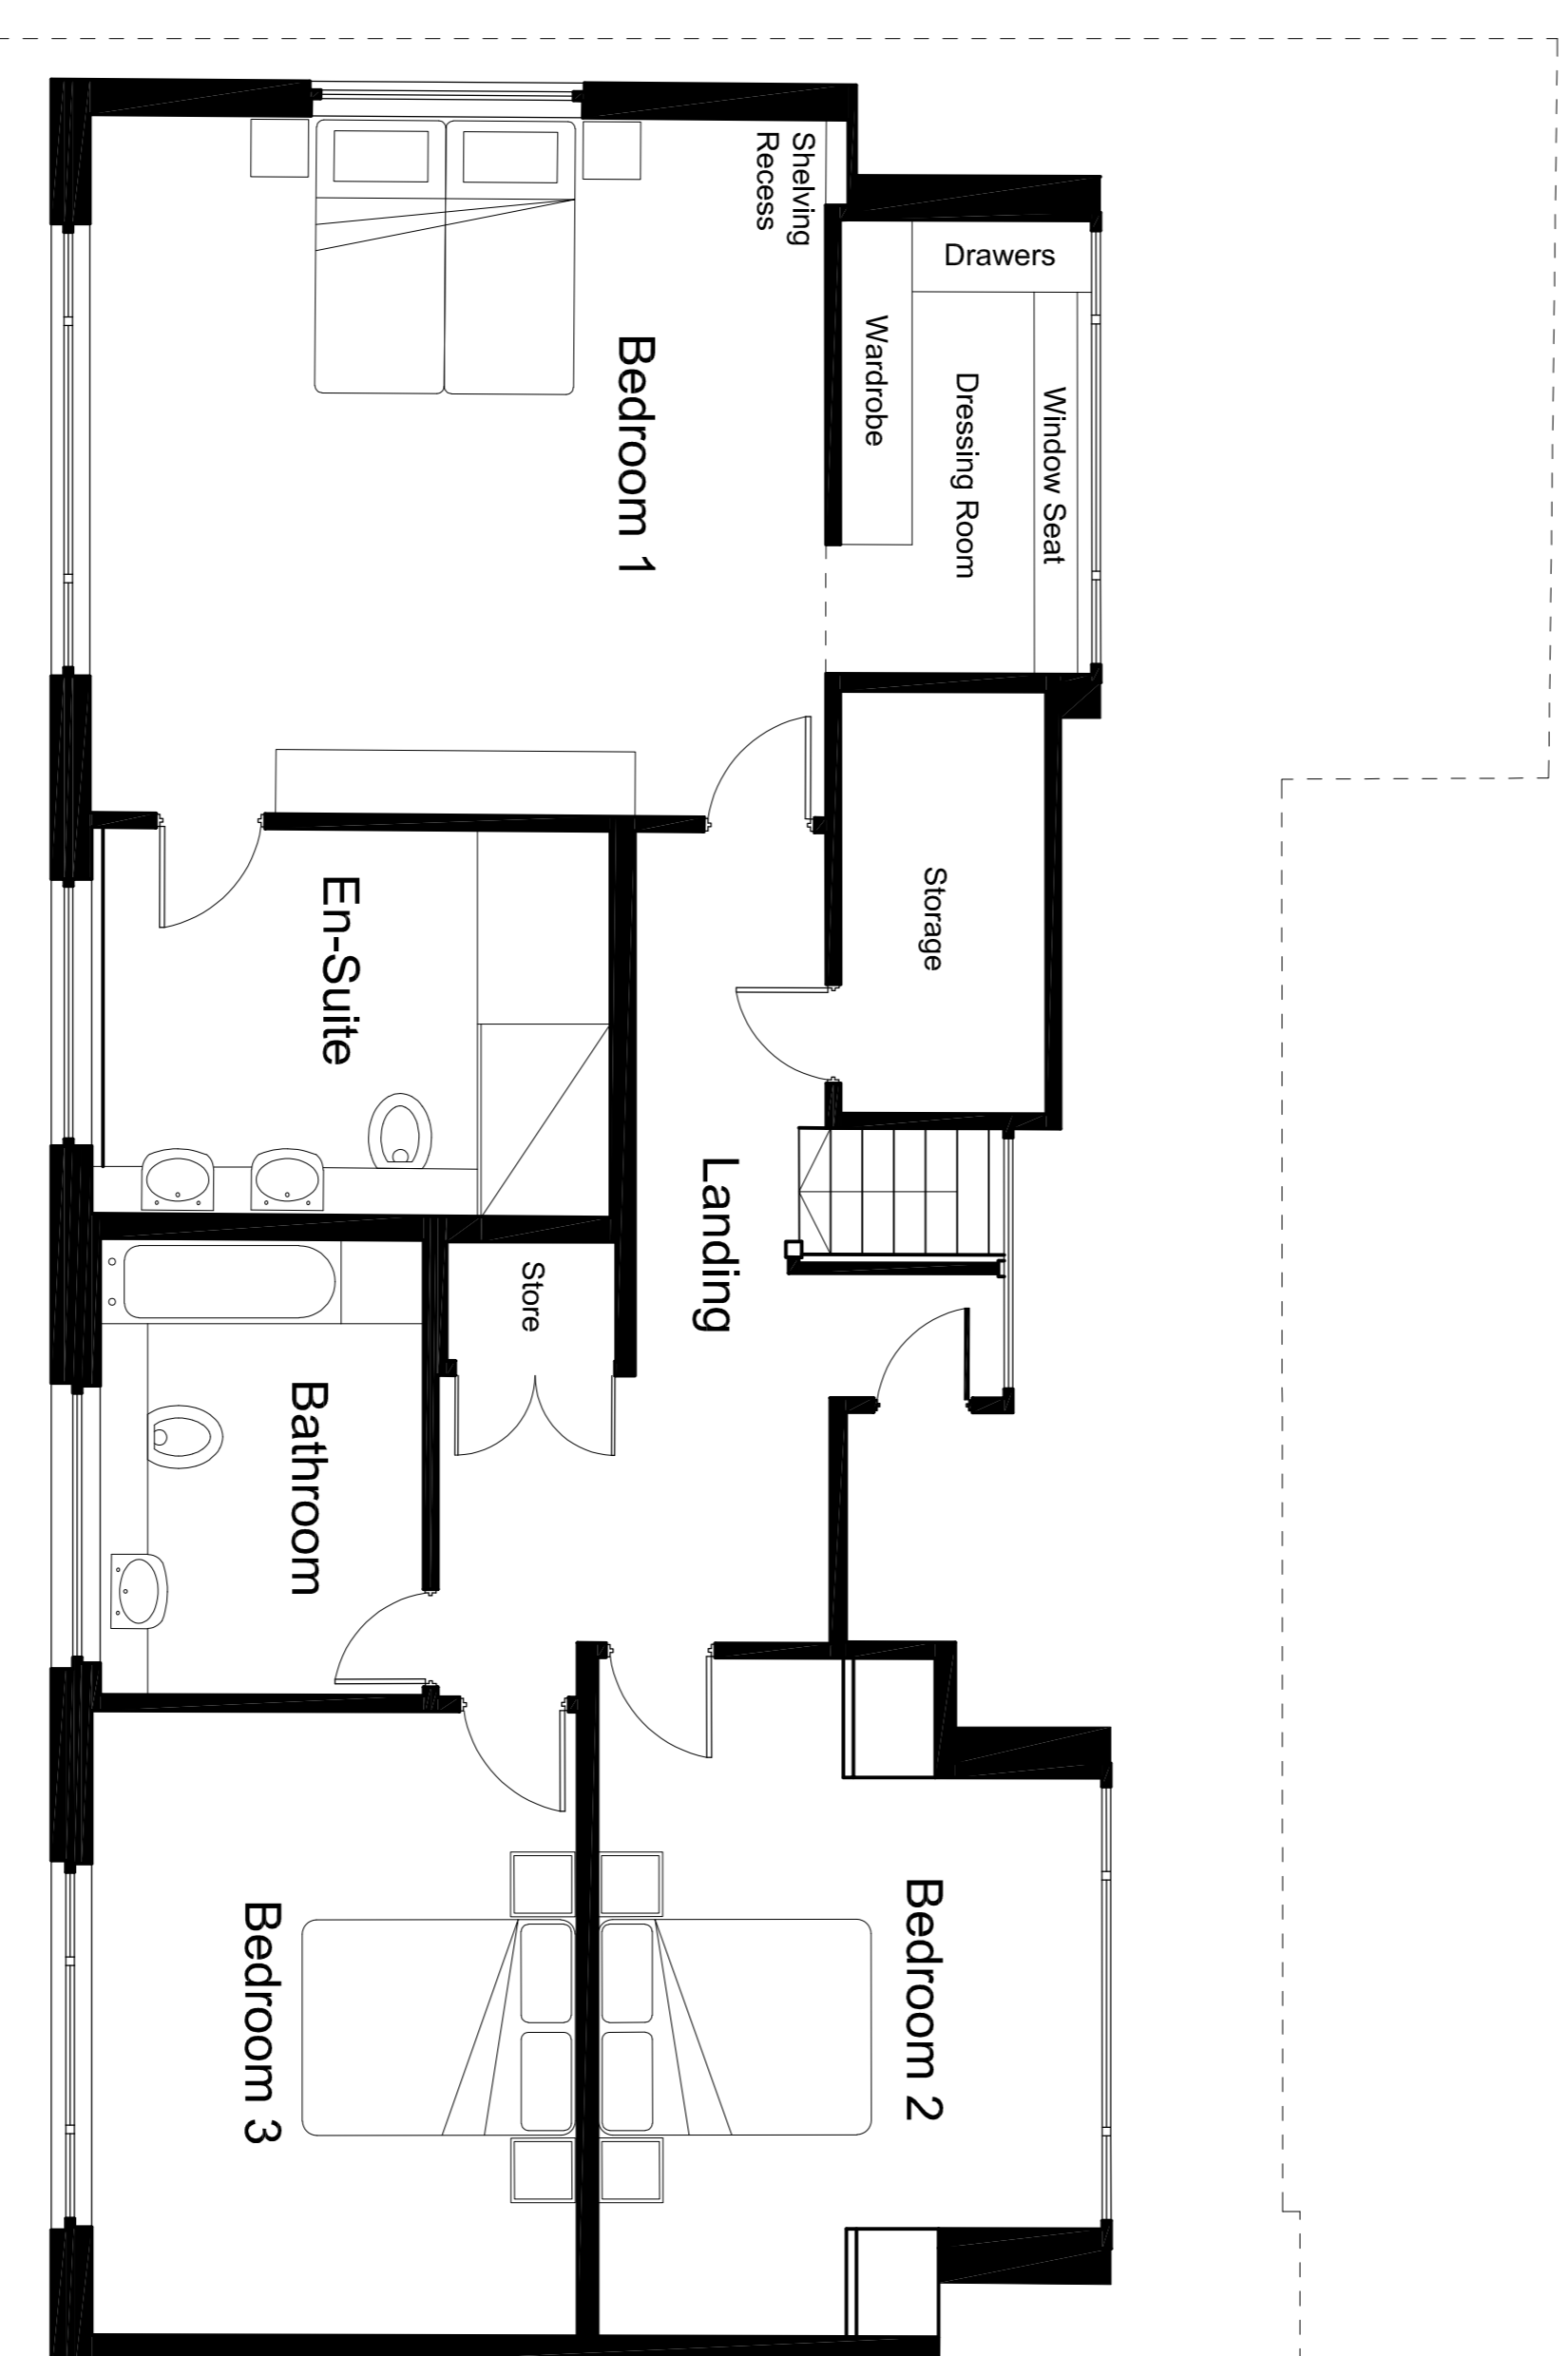 Shelving
Recess
Drawers
Wardrobe
Dressing Room
Window Seat
Bedroom 1
Storage
En-Suite
Landing
Store
Bathroom
Bedroom 2
Bedroom 3